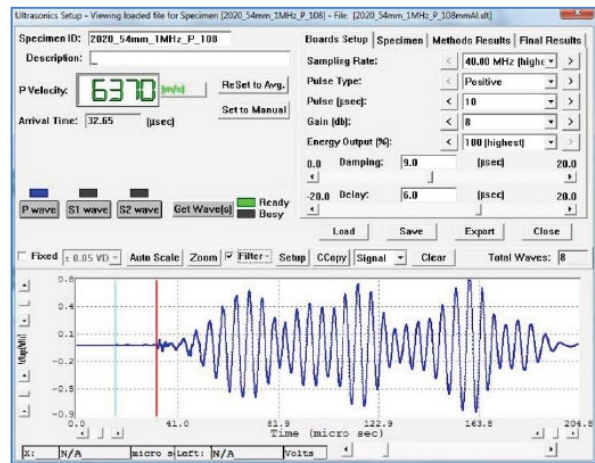 Ultrasonics Setup - Viewing loaded file for Specimen [2020_54mm_1MHz_P_108] - File: [2020_54mm_1MHz_P_108mmAl.ult]
Specimen ID: 2020_54mm_1MHz_P_108
Description:
P Velocity: 6370 (m/s) ReSet to Avg.
Set to Manual
Arrival Time: 32.65 (µsec)
P wave S1 wave S2 wave Get Wave(s) Ready
Busy
Boards Setup Specimen Methods Results Final Results
Sampling Rate: < 40.00 MHz (highe >
Pulse Type: < Positive >
Pulse (µsec): < 10 >
Gain (db): < 8 >
Energy Output (%): < 100 (highest) >
0.0 Damping: 9.0 (µsec) 20.0
-20.0 Delay: 6.0 (µsec) 20.0
Load Save Export Close
Fixed ± 0.05 VD Auto Scale Zoom Filter- Setup CCopy Signal Clear Total Waves: 8
0.8
0.4
0.1
-0.2
-0.5
-0.9
0.0 41.0 81.9 122.9 163.8 204.8
Time (micro sec)
X: N/A micro s Left: N/A Volts